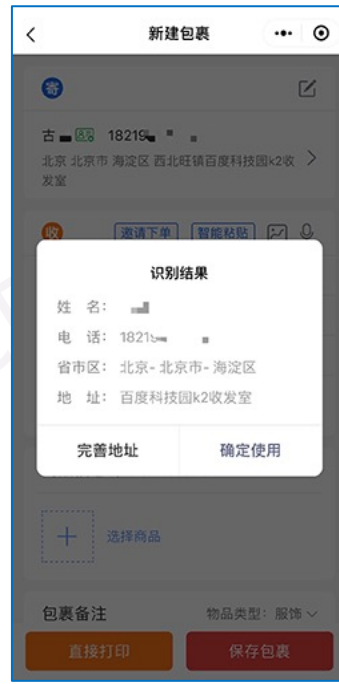 新建包裹
寄
古 18219
北京 北京市 海淀区 西北旺镇百度科技园k2收
发室
收 邀请下单 智能粘贴
识别结果
姓 名:
电 话: 18219
省市区: 北京-北京市-海淀区
地 址: 百度科技园k2收发室
完善地址 确定使用
选择商品
包裹备注 物品类型: 服饰
直接打印 保存包裹